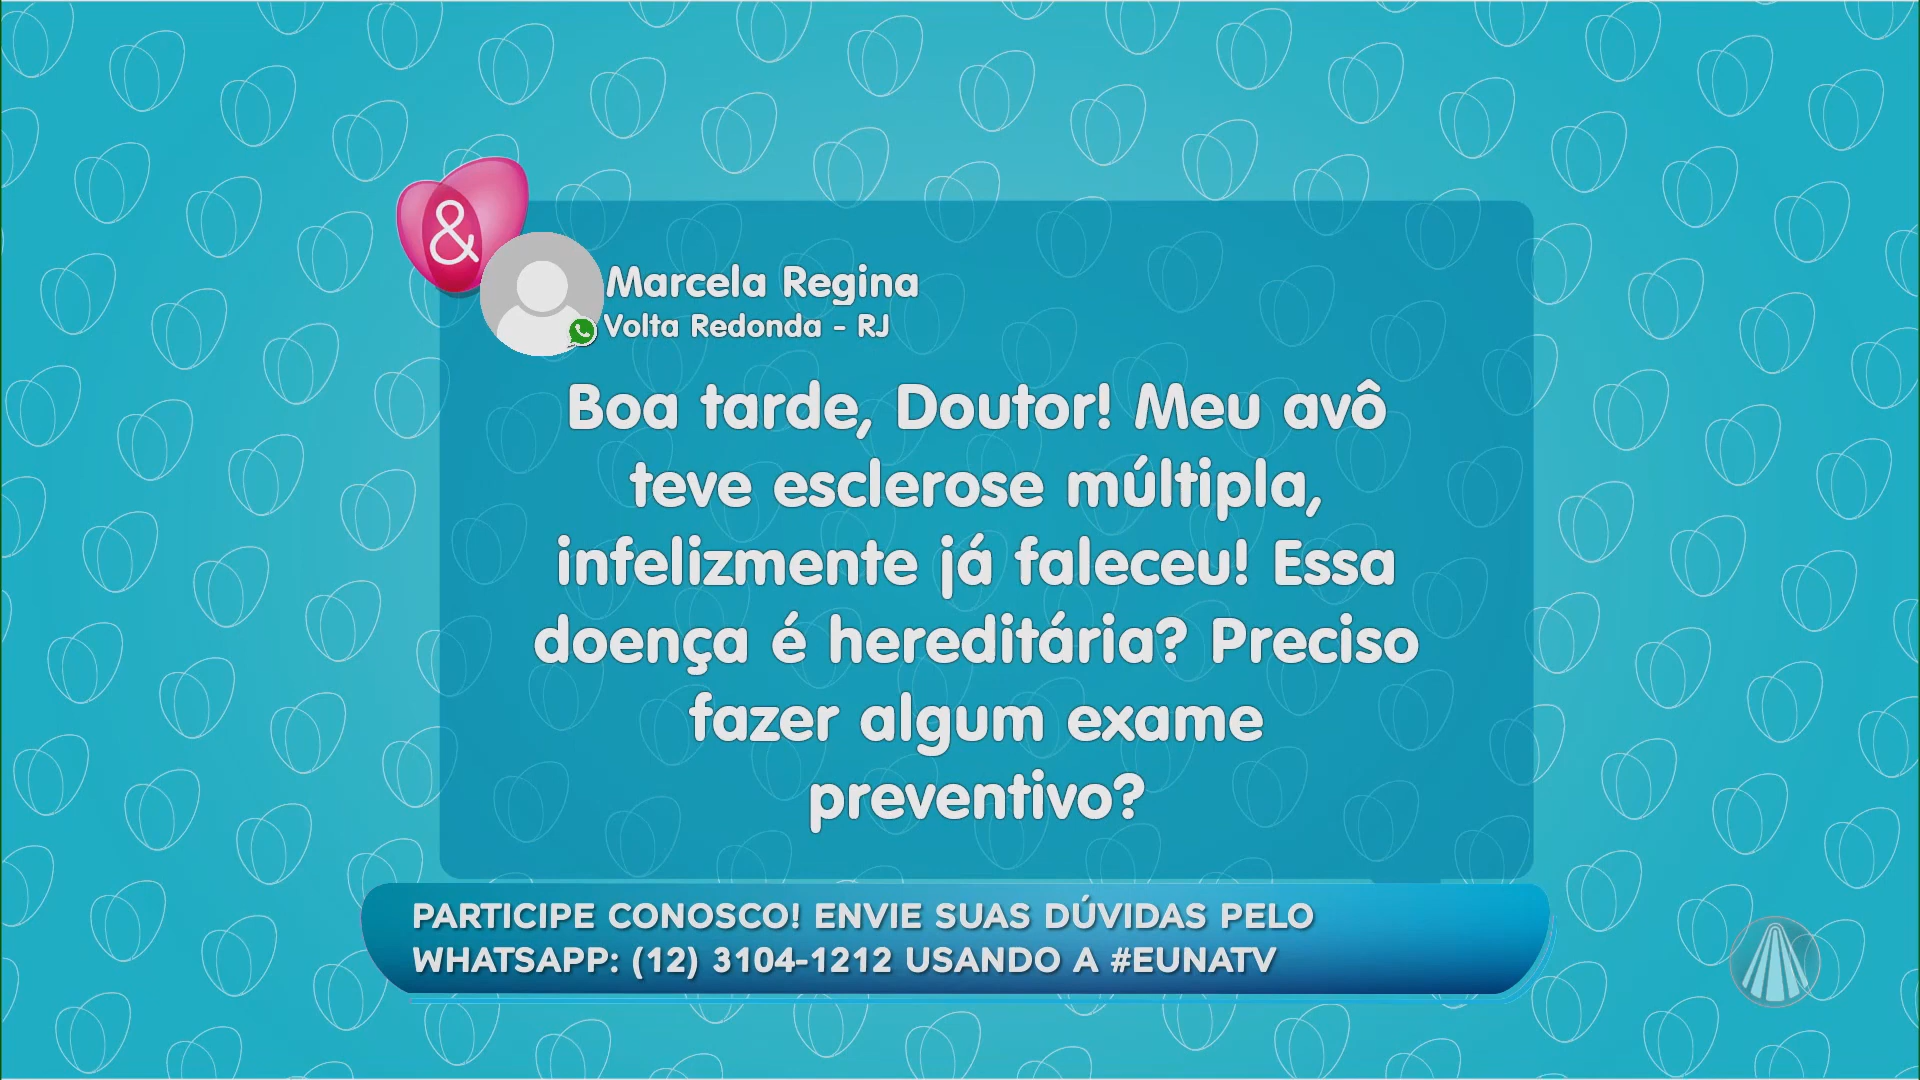 &
Marcela Regina
Volta Redonda - RJ
Boa tarde, Doutor! Meu avô
teve esclerose múltipla,
infelizmente já faleceu! Essa
doença é hereditária? Preciso
fazer algum exame
preventivo?
PARTICIPE CONOSCO! ENVIE SUAS DÚVIDAS PELO
WHATSAPP: (12) 3104-1212 USANDO A #EUNATV